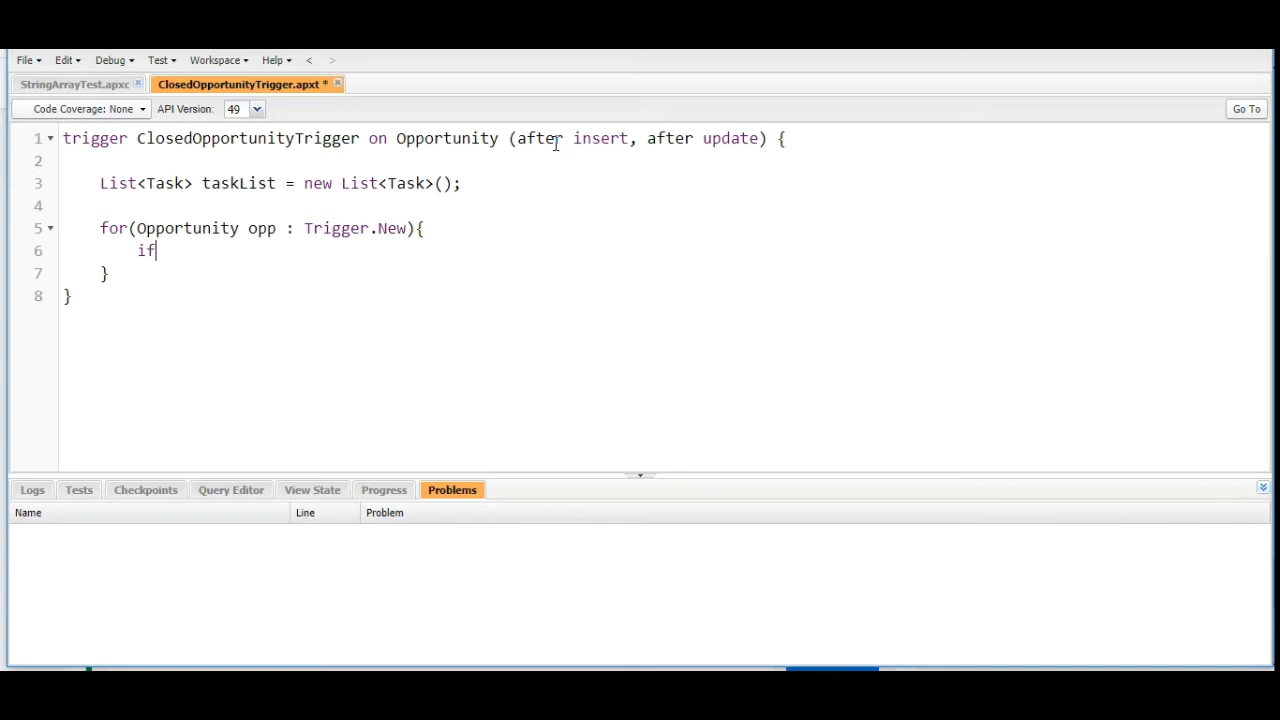 File Edit Debug Test Workspace Help < >
StringArrayTest.apxc ClosedOpportunityTrigger.apxt *
Code Coverage: None API Version: 49 Go To
1 trigger ClosedOpportunityTrigger on Opportunity (after insert, after update) {
2
3 List<Task> taskList = new List<Task>();
4
5 for(Opportunity opp : Trigger.New){
6 if
7 }
8 }
Logs Tests Checkpoints Query Editor View State Progress Problems
Name Line Problem